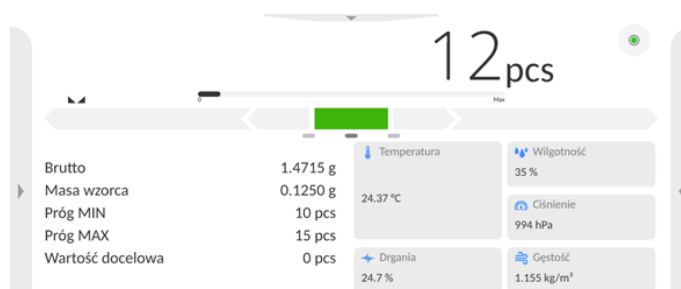 12pcs
0 Max
Brutto 1.4715 g
Masa wzorca 0.1250 g
Próg MIN 10 pcs
Próg MAX 15 pcs
Wartość docelowa 0 pcs
Temperatura
24.37 °C
Wilgotność
35 %
Ciśnienie
994 hPa
Drgania
24.7 %
Gęstość
1.155 kg/m³